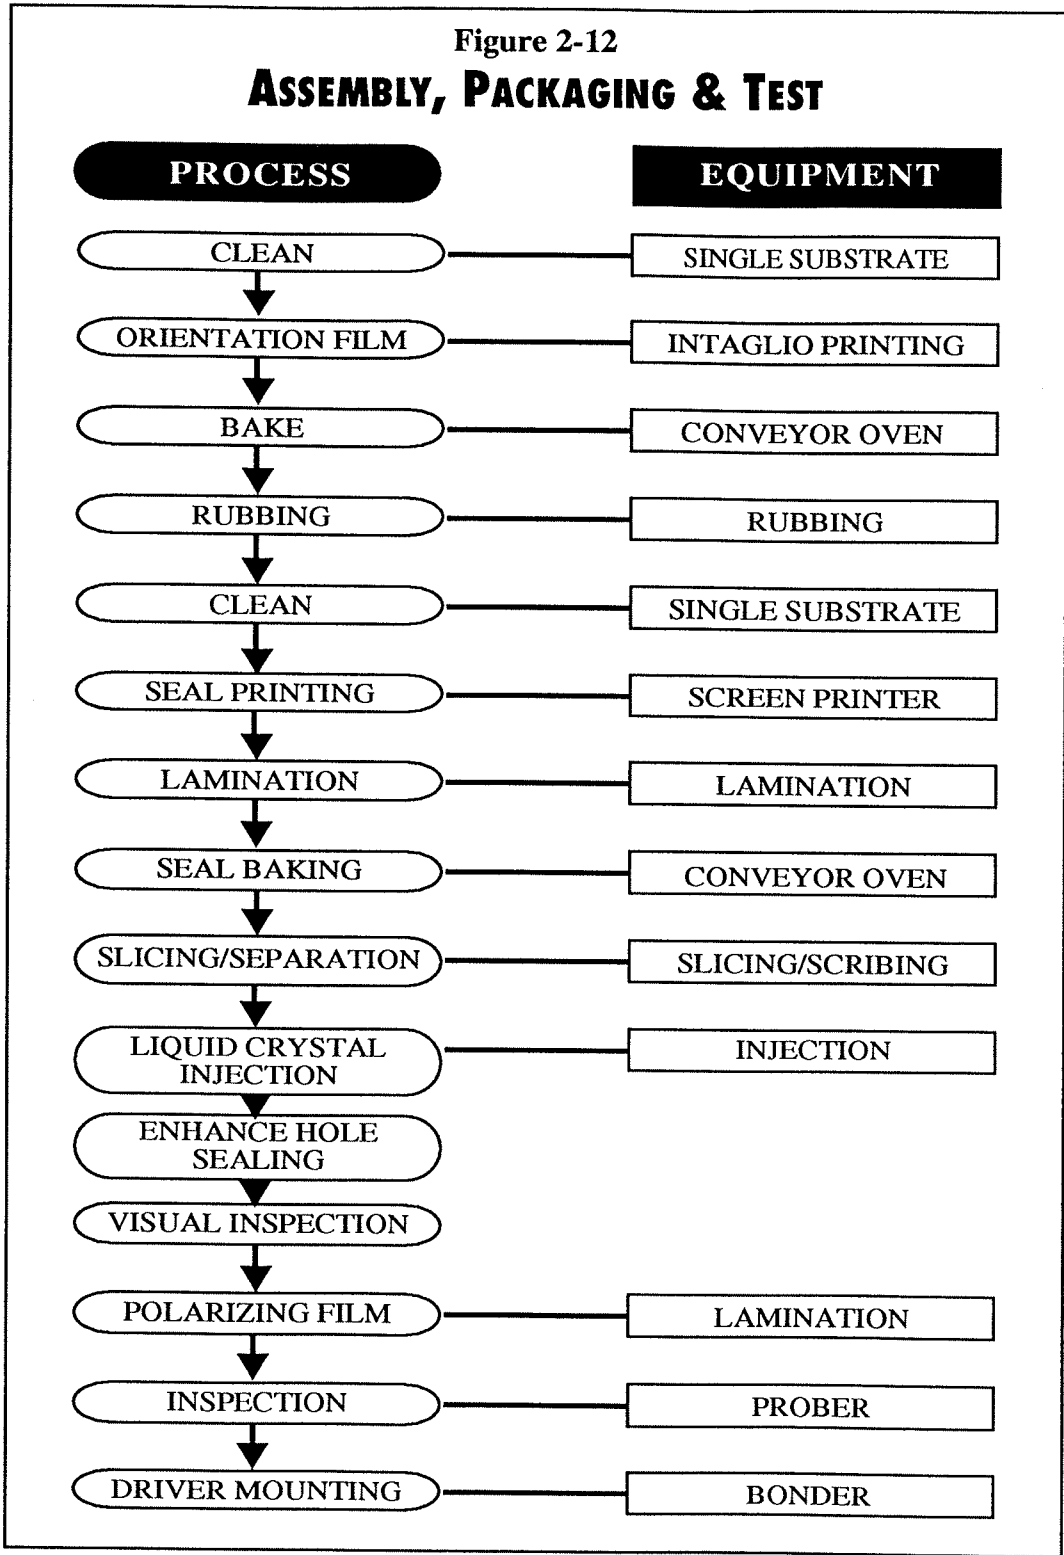 Figure 2-12
ASSEMBLY, PACKAGING & TEST
PROCESS
EQUIPMENT
CLEAN
SINGLE SUBSTRATE
ORIENTATION FILM
INTAGLIO PRINTING
BAKE
CONVEYOR OVEN
RUBBING
RUBBING
CLEAN
SINGLE SUBSTRATE
SEAL PRINTING
SCREEN PRINTER
LAMINATION
LAMINATION
SEAL BAKING
CONVEYOR OVEN
SLICING/SEPARATION
SLICING/SCRIBING
LIQUID CRYSTAL
INJECTION
INJECTION
ENHANCE HOLE
SEALING
VISUAL INSPECTION
POLARIZING FILM
LAMINATION
INSPECTION
PROBER
DRIVER MOUNTING
BONDER